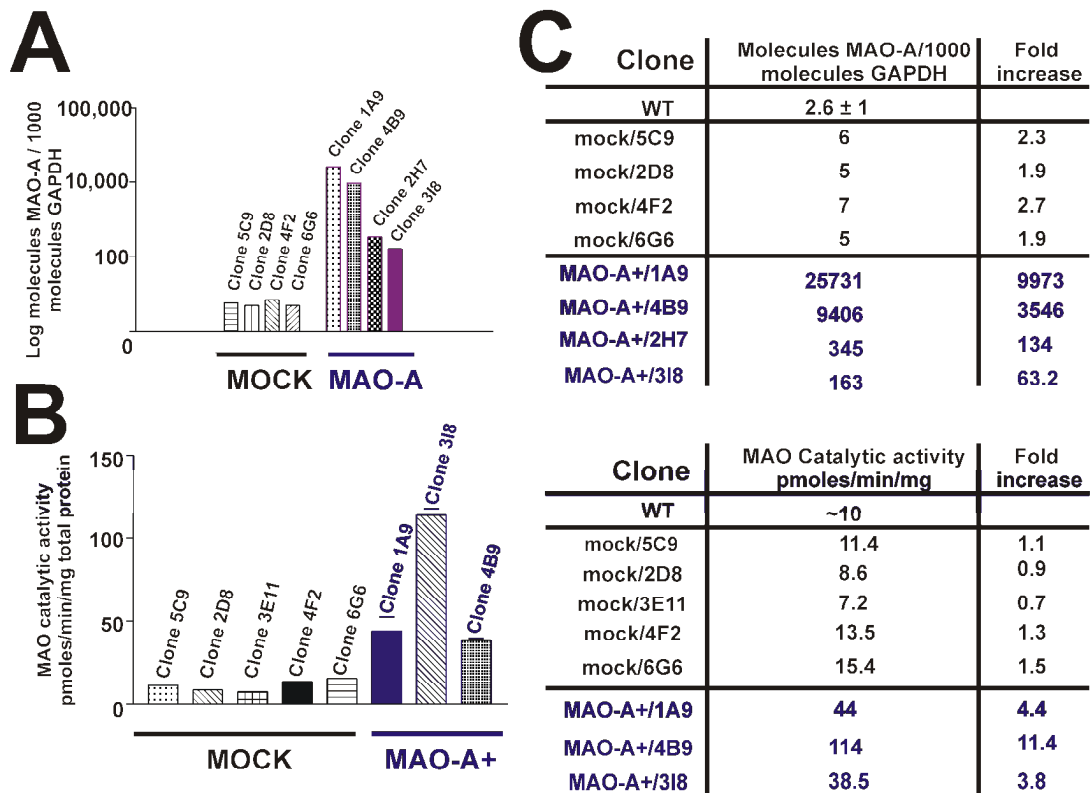 A
Log molecules MAO-A / 1000
molecules GAPDH
100,000
10,000
100
0
Clone 5C9
Clone 2D8
Clone 4F2
Clone 6G6
Clone 1A9
Clone 4B9
Clone 2H7
Clone 3I8
MOCK
MAO-A
B
MAO catalytic activity
pmoles/min/mg total protein
150
100
50
0
Clone 5C9
Clone 2D8
Clone 3E11
Clone 4F2
Clone 6G6
Clone 1A9
Clone 3I8
Clone 4B9
MOCK
MAO-A+
C
Clone Molecules MAO-A/1000 molecules GAPDH Fold increase
WT 2.6 ± 1
mock/5C9 6 2.3
mock/2D8 5 1.9
mock/4F2 7 2.7
mock/6G6 5 1.9
MAO-A+/1A9 25731 9973
MAO-A+/4B9 9406 3546
MAO-A+/2H7 345 134
MAO-A+/3I8 163 63.2
Clone MAO Catalytic activity pmoles/min/mg Fold increase
WT ~10
mock/5C9 11.4 1.1
mock/2D8 8.6 0.9
mock/3E11 7.2 0.7
mock/4F2 13.5 1.3
mock/6G6 15.4 1.5
MAO-A+/1A9 44 4.4
MAO-A+/4B9 114 11.4
MAO-A+/3I8 38.5 3.8